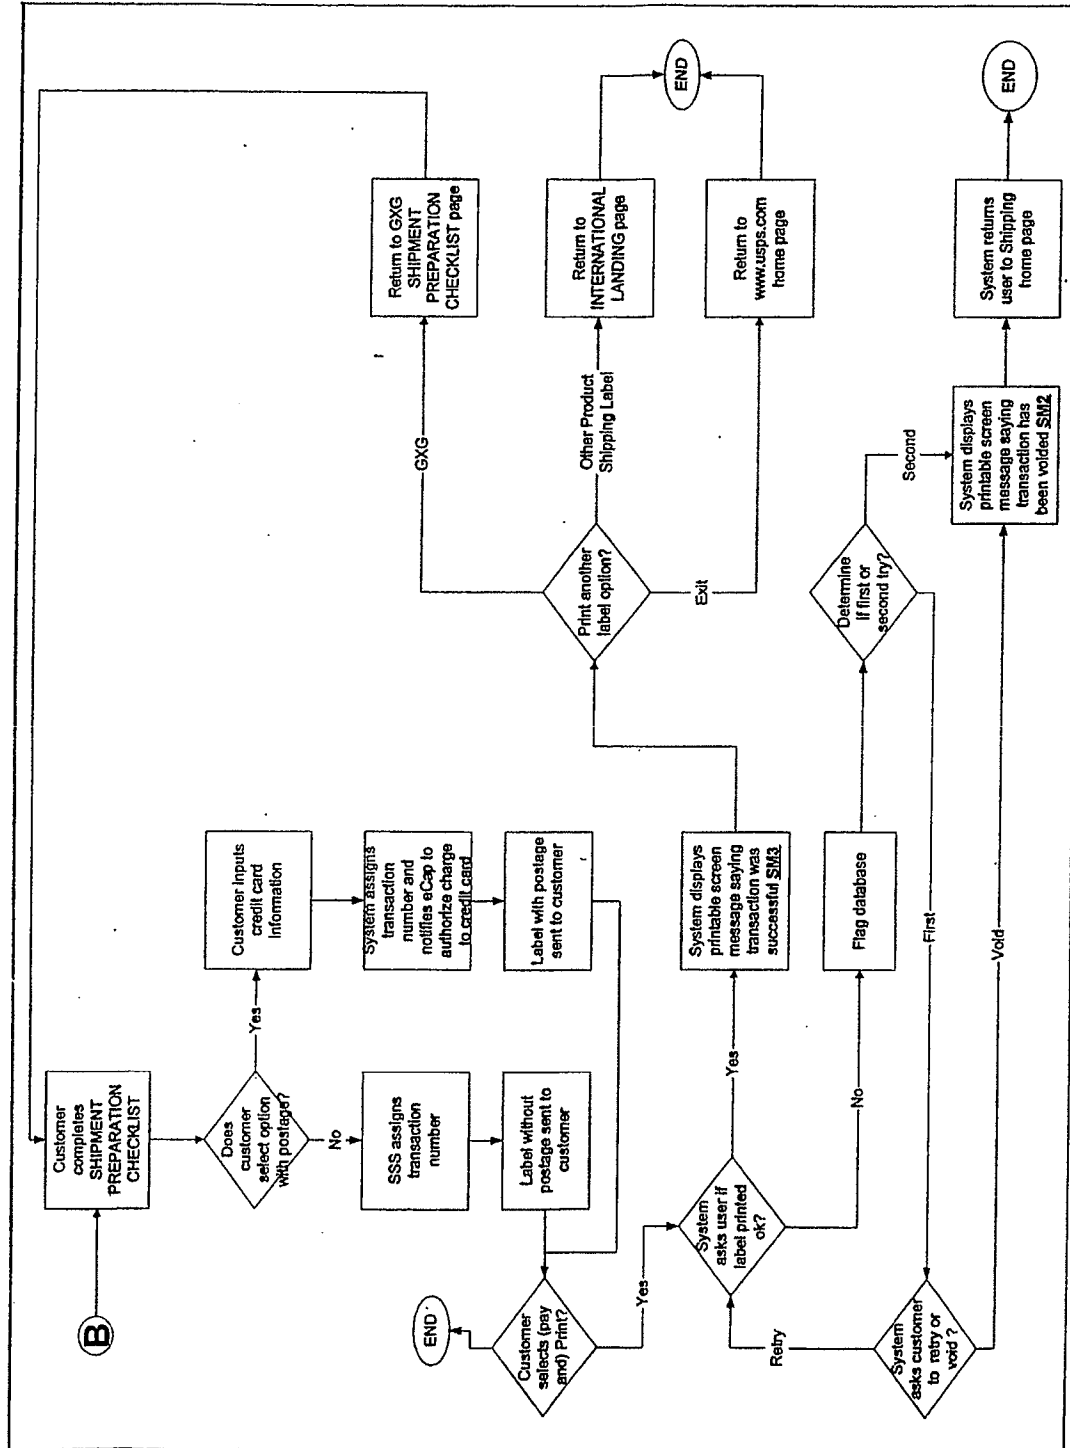 B
Customer
completes
SHIPMENT
PREPARATION
CHECKLIST
Does
customer
select option
with postage?
Yes
Customer inputs
credit card
Information
No
SSS assigns
transaction
number
System assigns
transaction
number and
notifies eCap to
authorize charge
to credit card
Label without
postage sent to
customer
Label with postage
sent to customer
Customer
selects (pay
and) Print?
END
Yes
System
asks user if
label printed
ok?
Yes
System displays
printable screen
message saying
transaction was
successful SM3
No
Flag database
Print another
label option?
GXG
Return to GXG
SHIPMENT
PREPARATION
CHECKLIST page
Other Product
Shipping Label
Return to
INTERNATIONAL
LANDING page
Exit
Return to
www.usps.com
home page
END
Determine
if first or
second try?
First
Second
System
asks customer
to retry or
void ?
Retry
Void
System displays
printable screen
message saying
transaction has
been voided SM2
System returns
user to Shipping
home page
END